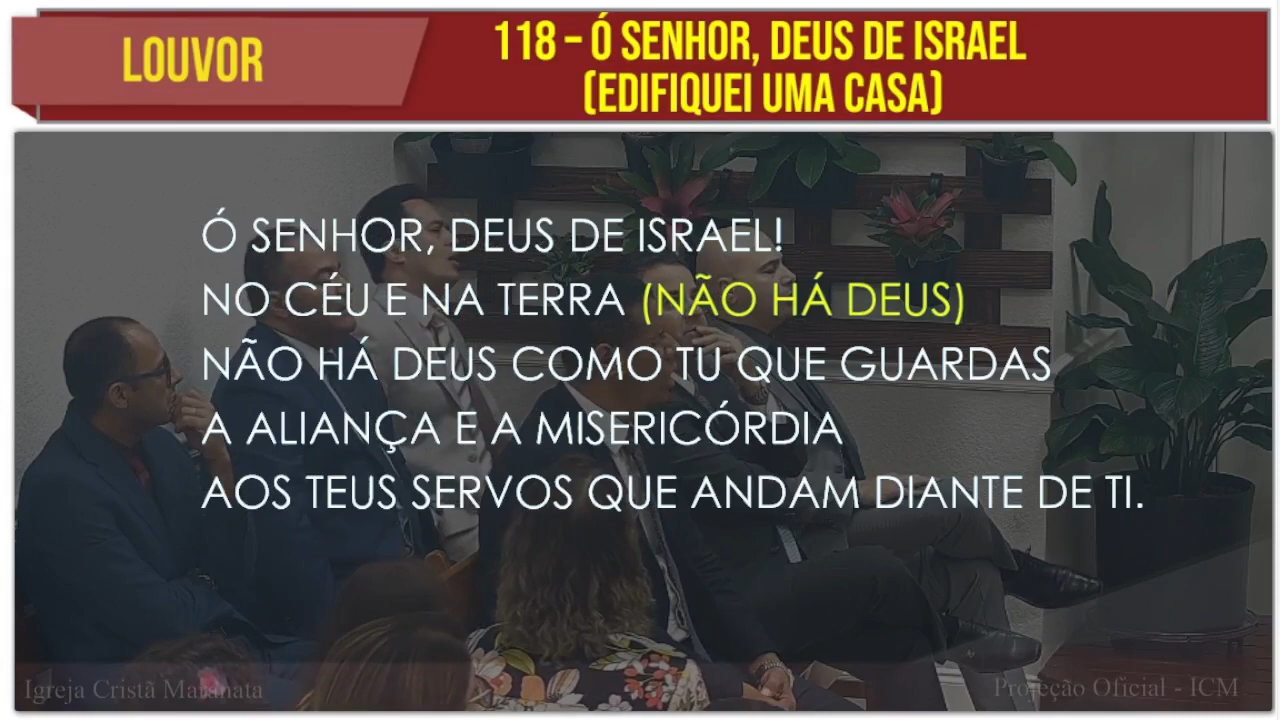 LOUVOR
118 – Ó SENHOR, DEUS DE ISRAEL
(EDIFIQUEI UMA CASA)
Ó SENHOR, DEUS DE ISRAEL!
NO CÉU E NA TERRA (NÃO HÁ DEUS)
NÃO HÁ DEUS COMO TU QUE GUARDAS
A ALIANÇA E A MISERICÓRDIA
AOS TEUS SERVOS QUE ANDAM DIANTE DE TI.
Igreja Cristã Maranata
Projeção Oficial - ICM